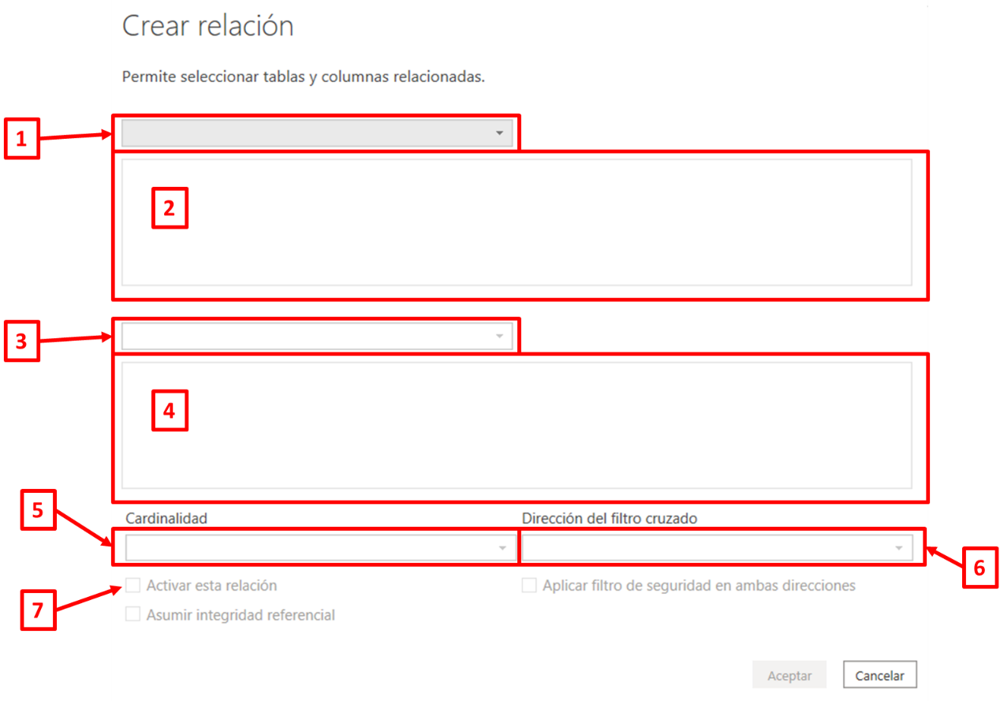 Crear relación
Permite seleccionar tablas y columnas relacionadas.
1
2
3
4
5
Cardinalidad
Dirección del filtro cruzado
6
Activar esta relación
Aplicar filtro de seguridad en ambas direcciones
7
Asumir integridad referencial
Aceptar
Cancelar